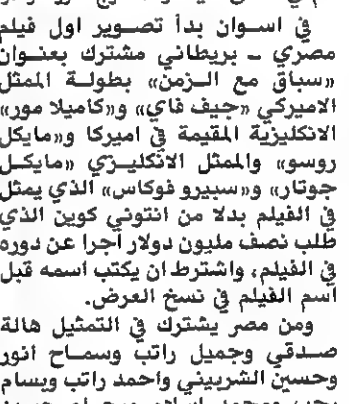 في اسوان بدأ تصوير اول فيلم
مصري - بريطاني مشترك بعنوان
«سباق مع الزمن» بطولة الممثل
الاميركي «جيف فاي» و«كاميلا مور»
الانكليزية المقيمة في اميركا و«مايكل
روسو» والممثل الانكليزي «مايكل
جوتار» و«سبيرو فوكاس» الذي يمثل
في الفيلم بدلا من انتوني كوين الذي
طلب نصف مليون دولار أجرا عن دوره
في الفيلم، واشترط ان يكتب اسمه قبل
اسم الفيلم في نسخ العرض.
ومن مصر يشترك في التمثيل هالة
صدقي وجميل راتب وسماح انور
وحسين الشربيني واحمد راتب وبسام
رجب